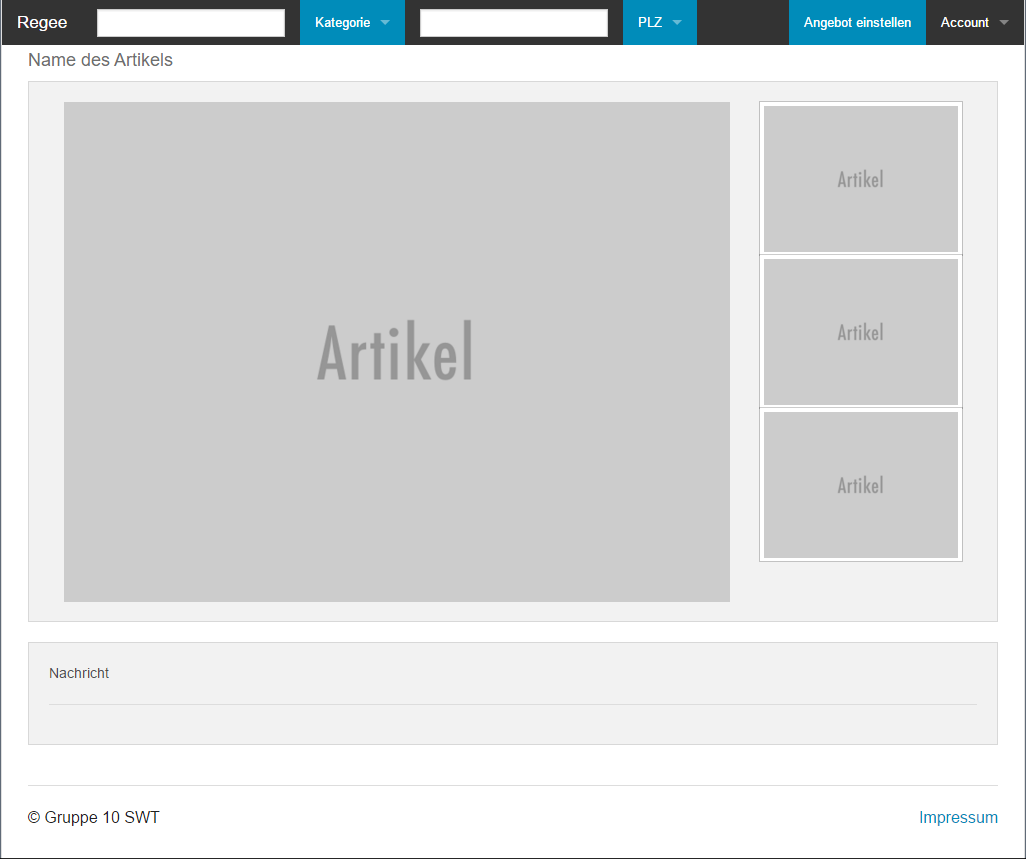 Regee Kategorie PLZ Angebot einstellen Account
Name des Artikels
Artikel
Artikel
Artikel
Artikel
Nachricht
© Gruppe 10 SWT Impressum